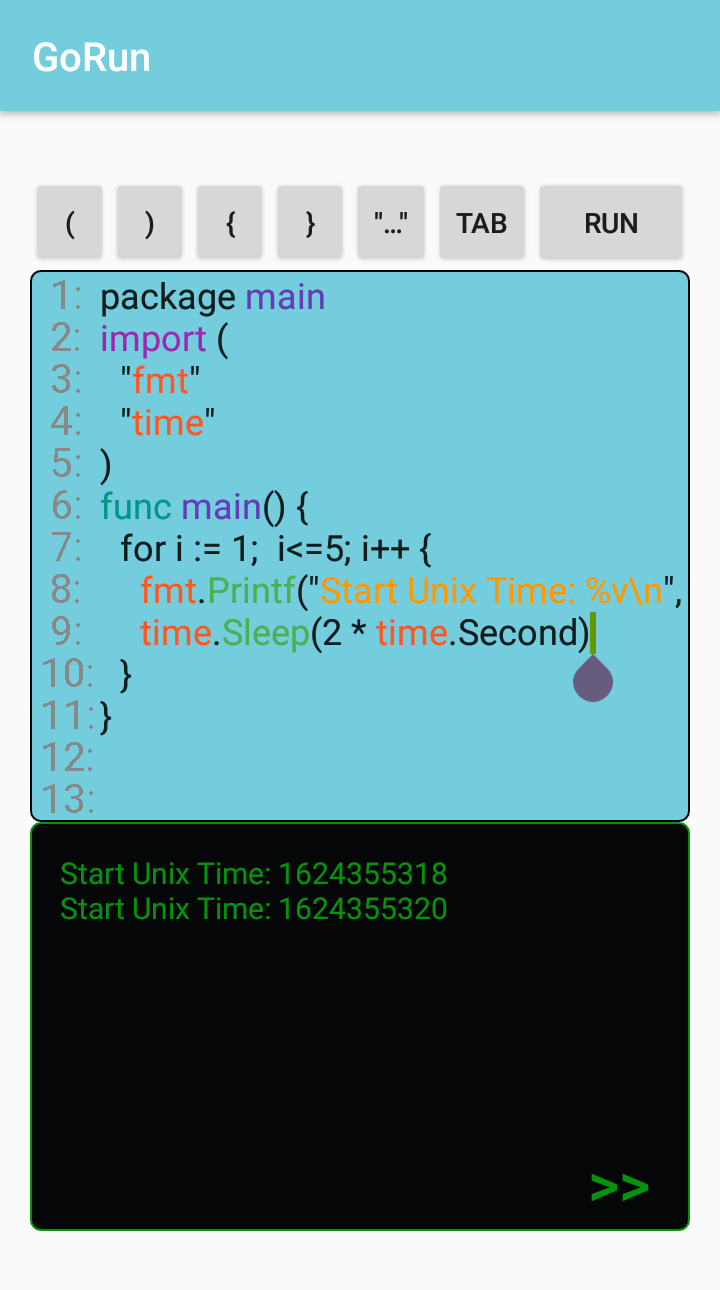 GoRun
( ) { } "..." TAB RUN
1: package main
2: import (
3: "fmt"
4: "time"
5: )
6: func main() {
7: for i := 1;  i<=5; i++ {
8: fmt.Printf("Start Unix Time: %v\n",
9: time.Sleep(2 * time.Second)
10: }
11: }
12:
13:
Start Unix Time: 1624355318
Start Unix Time: 1624355320
>>